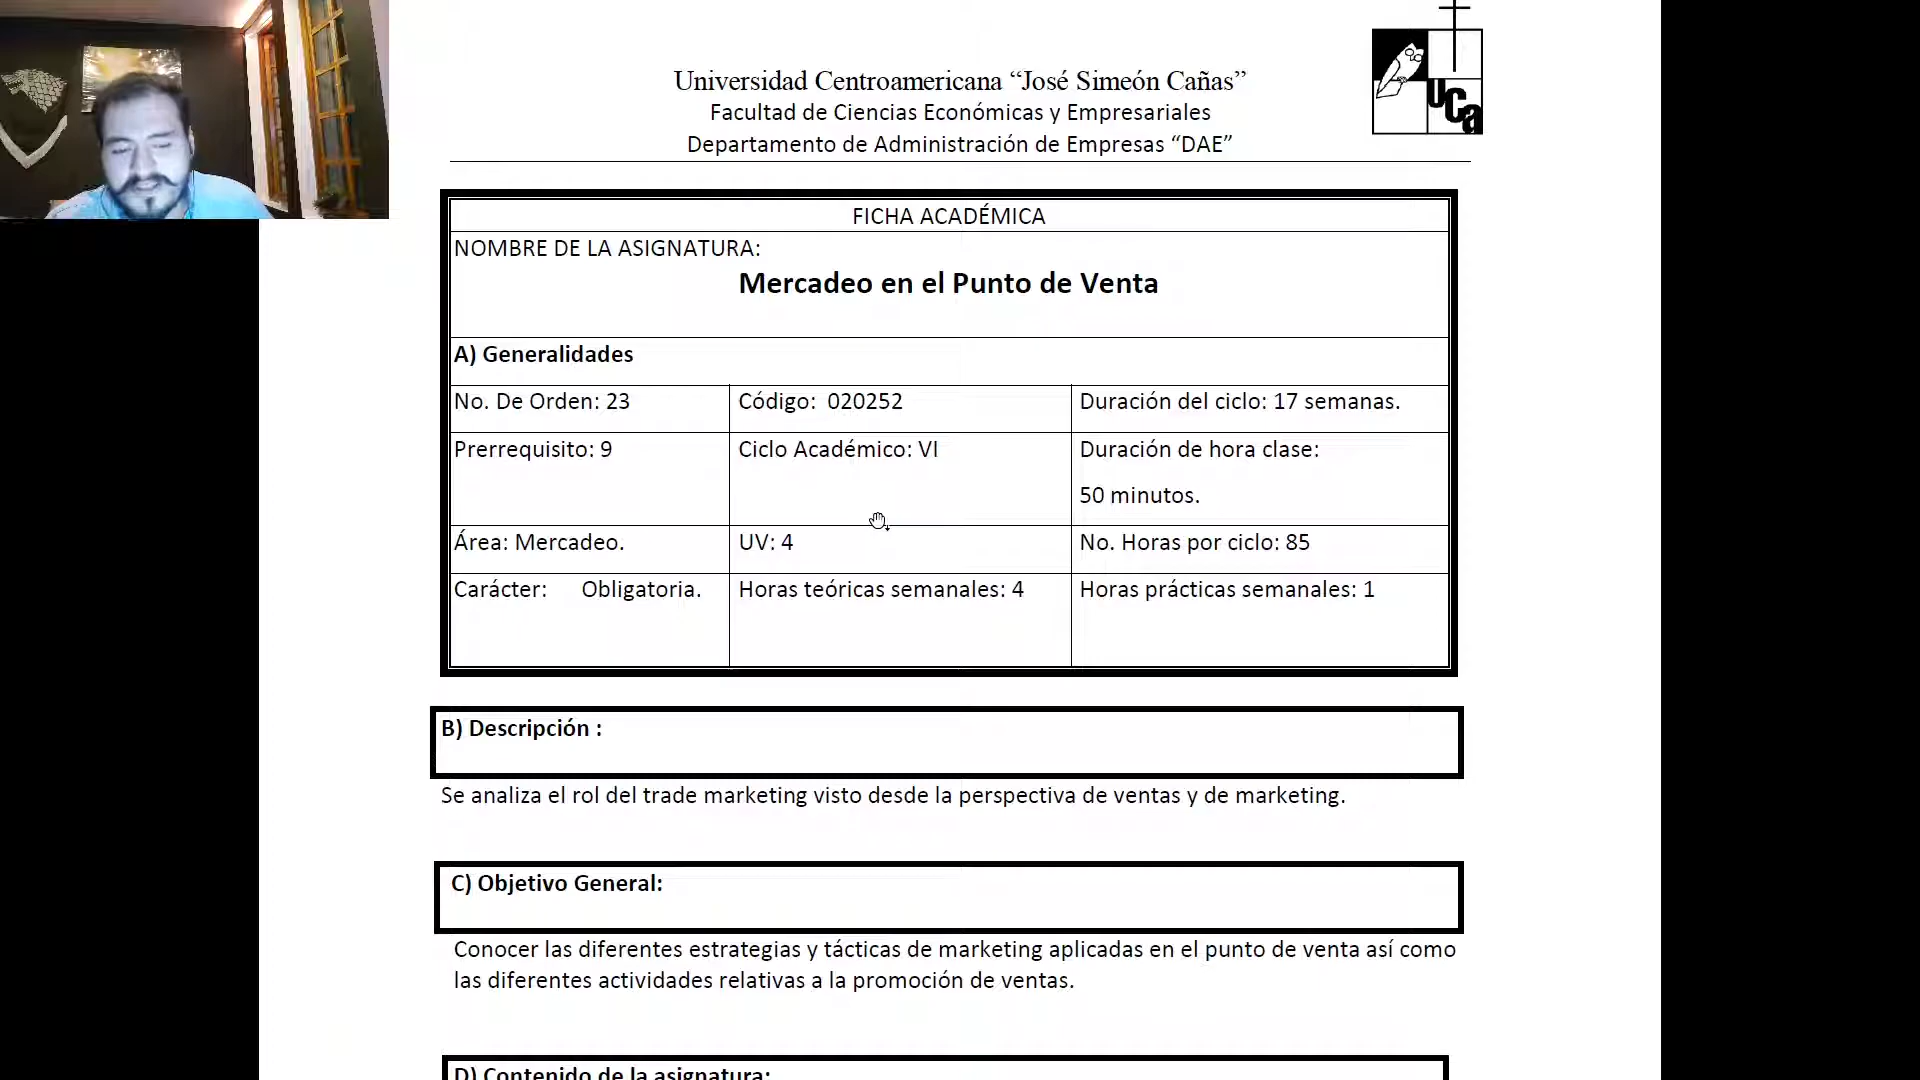 Universidad Centroamericana “José Simeón Cañas”
Facultad de Ciencias Económicas y Empresariales
Departamento de Administración de Empresas “DAE”
UCa
FICHA ACADÉMICA
NOMBRE DE LA ASIGNATURA:
Mercadeo en el Punto de Venta
A) Generalidades
No. De Orden: 23
Código: 020252
Duración del ciclo: 17 semanas.
Prerrequisito: 9
Ciclo Académico: VI
Duración de hora clase:
50 minutos.
Área: Mercadeo.
UV: 4
No. Horas por ciclo: 85
Carácter: Obligatoria.
Horas teóricas semanales: 4
Horas prácticas semanales: 1
B) Descripción :
Se analiza el rol del trade marketing visto desde la perspectiva de ventas y de marketing.
C) Objetivo General:
Conocer las diferentes estrategias y tácticas de marketing aplicadas en el punto de venta así como
las diferentes actividades relativas a la promoción de ventas.
D) Contenido de la asignatura: